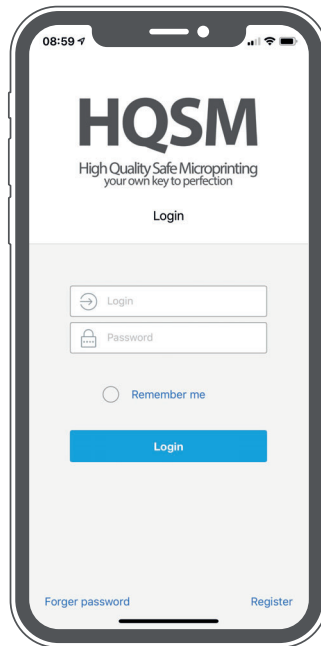 08:59
HQSM
High Quality Safe Microprinting
your own key to perfection
Login
Login
Password
Remember me
Login
Forger password
Register